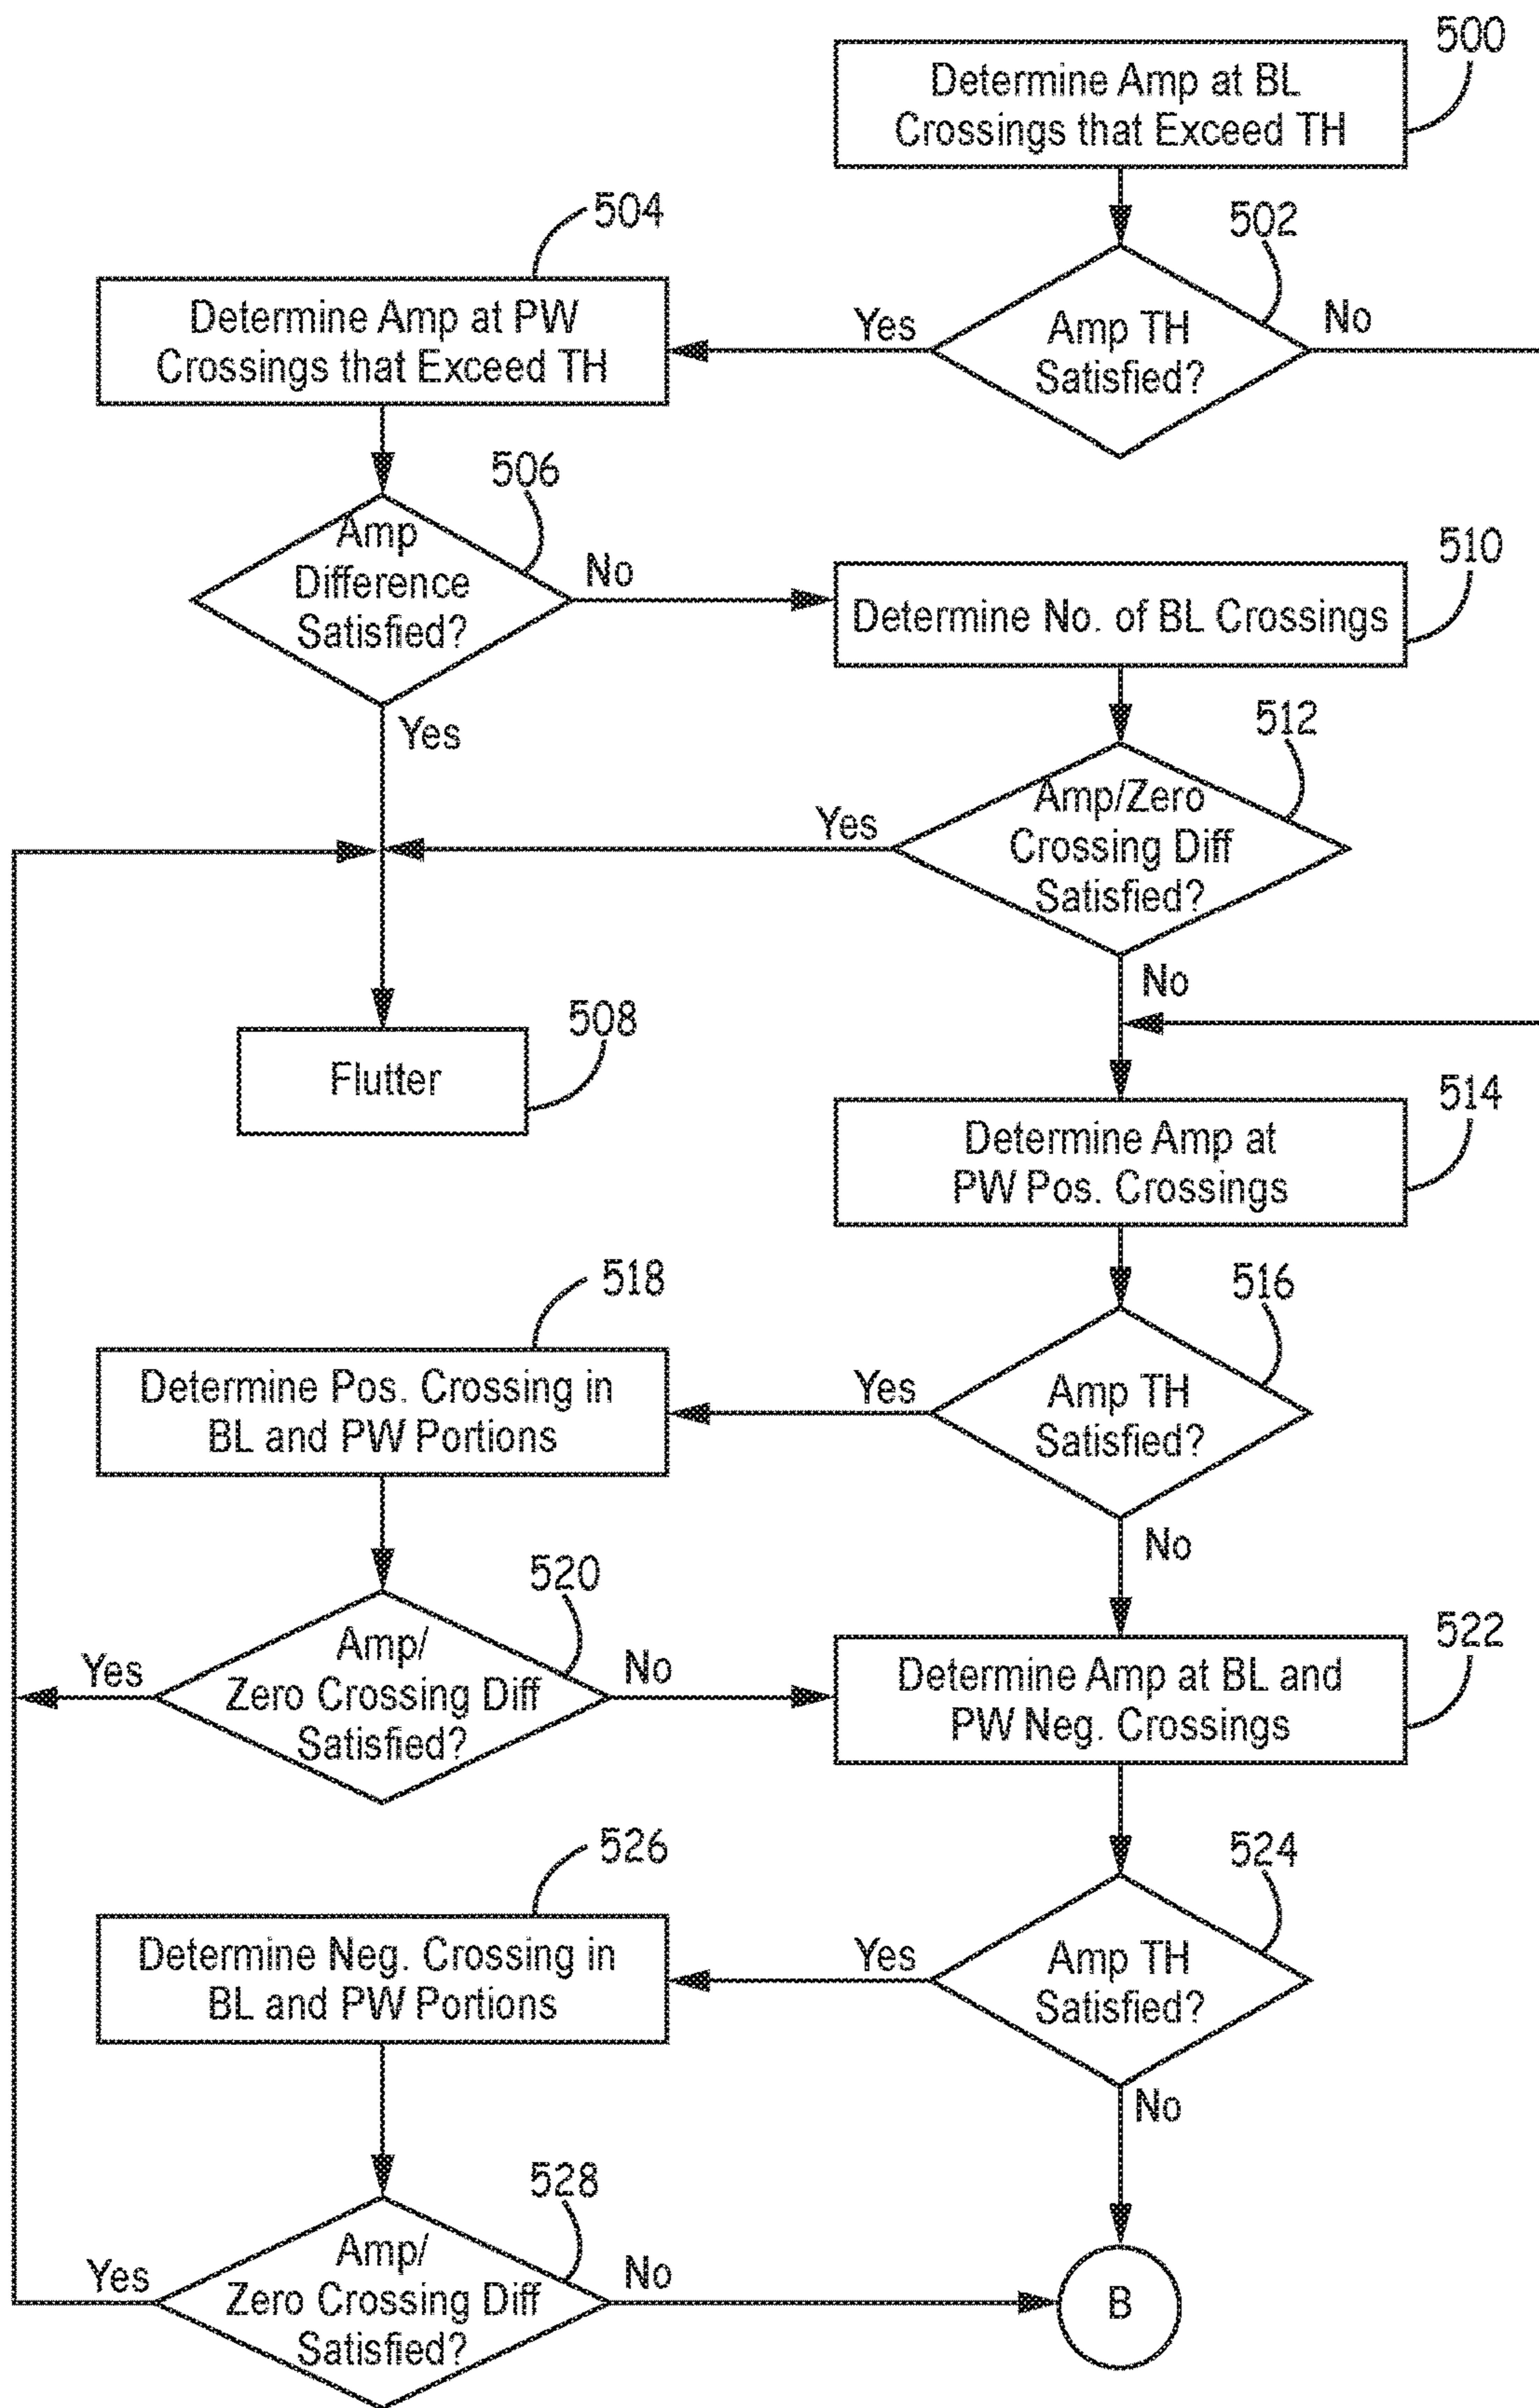 500
Determine Amp at BL
Crossings that Exceed TH
502
Amp TH
Satisfied?
Yes
No
504
Determine Amp at PW
Crossings that Exceed TH
506
Amp
Difference
Satisfied?
No
Yes
510
Determine No. of BL Crossings
512
Amp/Zero
Crossing Diff
Satisfied?
Yes
No
508
Flutter
514
Determine Amp at
PW Pos. Crossings
516
Amp TH
Satisfied?
Yes
No
518
Determine Pos. Crossing in
BL and PW Portions
520
Amp/
Zero Crossing Diff
Satisfied?
Yes
No
522
Determine Amp at BL and
PW Neg. Crossings
524
Amp TH
Satisfied?
Yes
No
526
Determine Neg. Crossing in
BL and PW Portions
528
Amp/
Zero Crossing Diff
Satisfied?
Yes
No
B